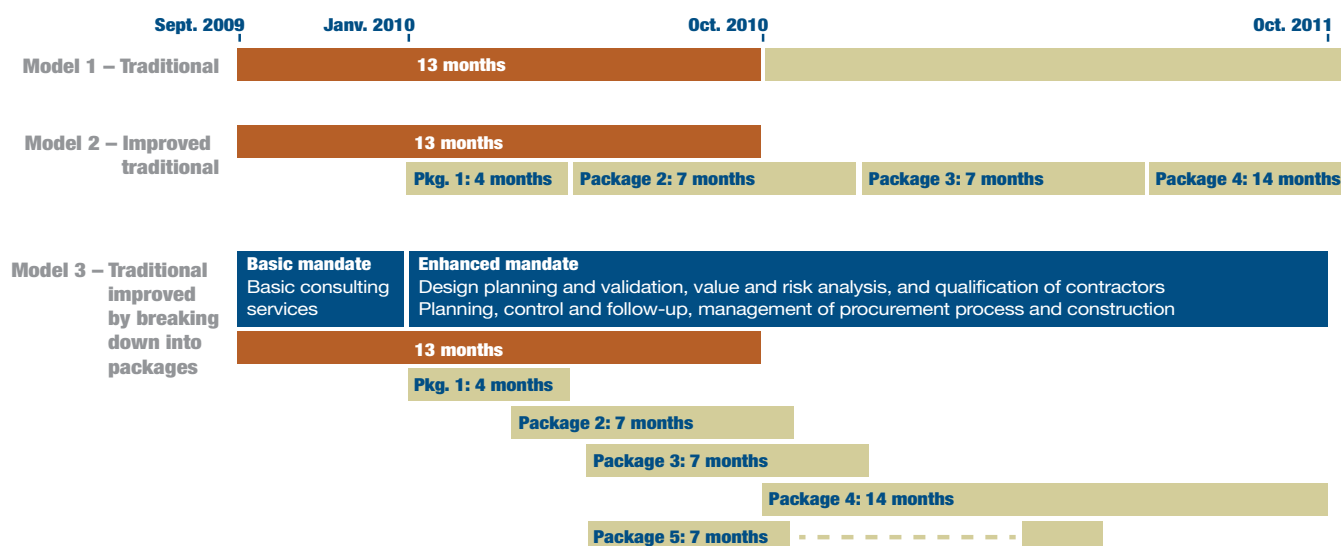 Sept. 2009
Janv. 2010
Oct. 2010
Oct. 2011
Model 1 – Traditional
13 months
Model 2 – Improved
traditional
13 months
Pkg. 1: 4 months
Package 2: 7 months
Package 3: 7 months
Package 4: 14 months
Model 3 – Traditional
improved
by breaking
down into
packages
Basic mandate
Basic consulting
services
Enhanced mandate
Design planning and validation, value and risk analysis, and qualification of contractors
Planning, control and follow-up, management of procurement process and construction
13 months
Pkg. 1: 4 months
Package 2: 7 months
Package 3: 7 months
Package 4: 14 months
Package 5: 7 months